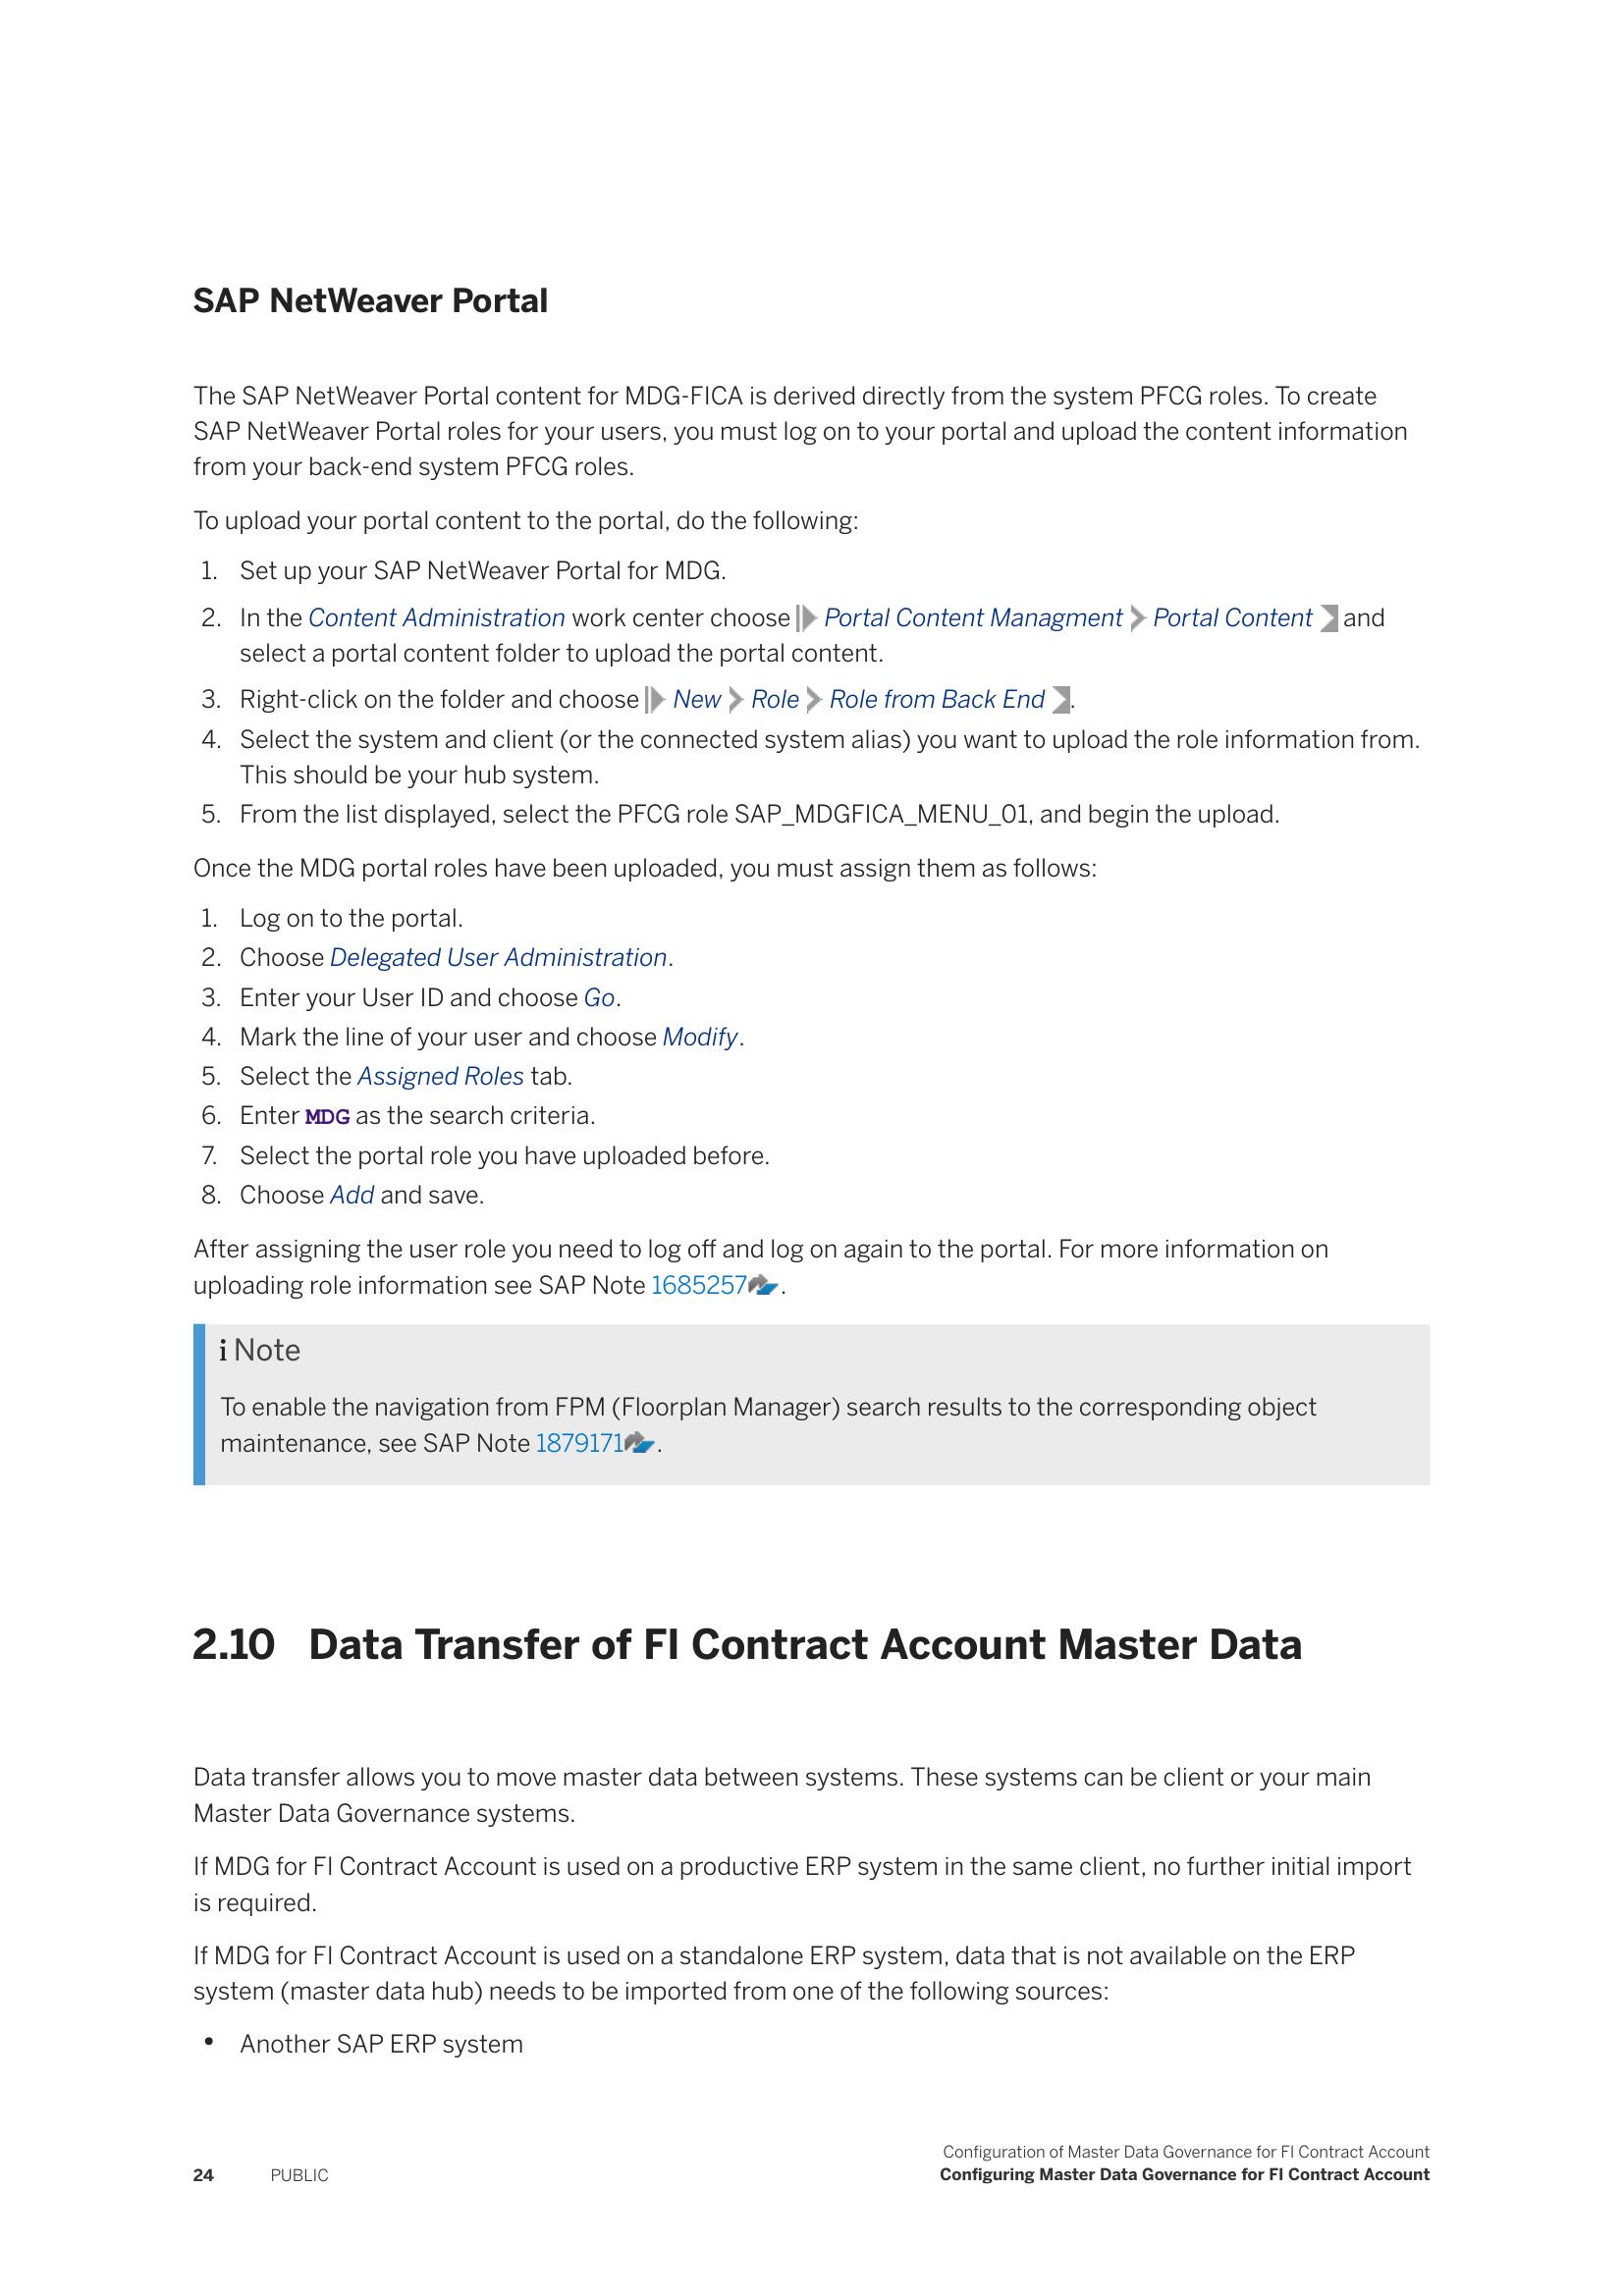 SAP NetWeaver Portal
The SAP NetWeaver Portal content for MDG-FICA is derived directly from the system PFCG roles. To create
SAP NetWeaver Portal roles for your users, you must log on to your portal and upload the content information
from your back-end system PFCG roles.
To upload your portal content to the portal, do the following:
1. Set up your SAP NetWeaver Portal for MDG.
2. In the Content Administration work center choose Portal Content Managment Portal Content and
select a portal content folder to upload the portal content.
3. Right-click on the folder and choose New Role Role from Back End .
4. Select the system and client (or the connected system alias) you want to upload the role information from.
This should be your hub system.
5. From the list displayed, select the PFCG role SAP_MDGFICA_MENU_01, and begin the upload.
Once the MDG portal roles have been uploaded, you must assign them as follows:
1. Log on to the portal.
2. Choose Delegated User Administration.
3. Enter your User ID and choose Go.
4. Mark the line of your user and choose Modify.
5. Select the Assigned Roles tab.
6. Enter MDG as the search criteria.
7. Select the portal role you have uploaded before.
8. Choose Add and save.
After assigning the user role you need to log off and log on again to the portal. For more information on
uploading role information see SAP Note 1685257 .
i Note
To enable the navigation from FPM (Floorplan Manager) search results to the corresponding object
maintenance, see SAP Note 1879171 .
2.10 Data Transfer of FI Contract Account Master Data
Data transfer allows you to move master data between systems. These systems can be client or your main
Master Data Governance systems.
If MDG for FI Contract Account is used on a productive ERP system in the same client, no further initial import
is required.
If MDG for FI Contract Account is used on a standalone ERP system, data that is not available on the ERP
system (master data hub) needs to be imported from one of the following sources:
• Another SAP ERP system
Configuration of Master Data Governance for FI Contract Account
24 PUBLIC Configuring Master Data Governance for FI Contract Account